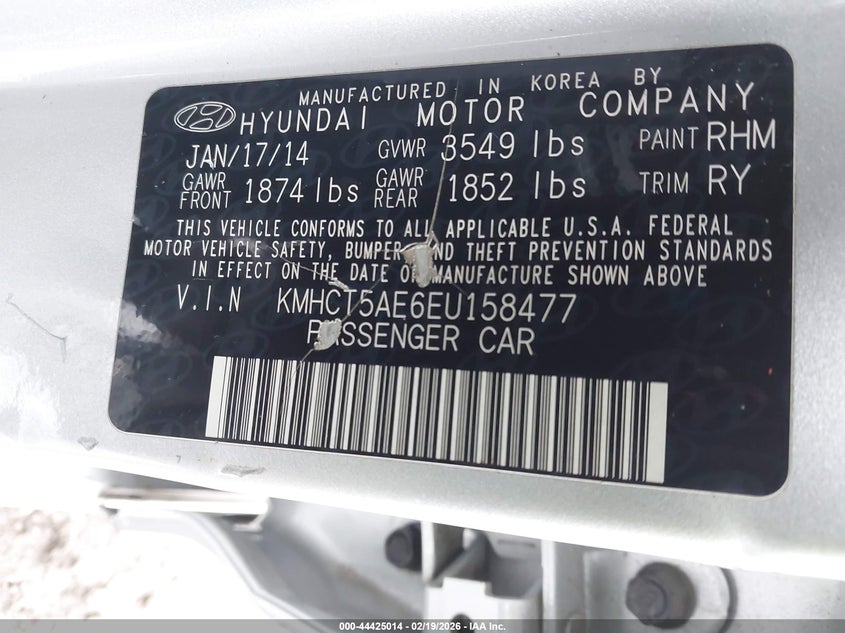 MANUFACTURED IN KOREA BY
HYUNDAI MOTOR COMPANY
JAN/17/14 GVWR 3549 lbs PAINT RHM
GAWR FRONT 1874 lbs GAWR REAR 1852 lbs TRIM RY
THIS VEHICLE CONFORMS TO ALL APPLICABLE U.S.A. FEDERAL
MOTOR VEHICLE SAFETY, BUMPER AND THEFT PREVENTION STANDARDS
IN EFFECT ON THE DATE OF MANUFACTURE SHOWN ABOVE
V.I.N KMHCT5AE6EU158477
PASSENGER CAR
000-44425014 - 02/19/2026 - IAA Inc.